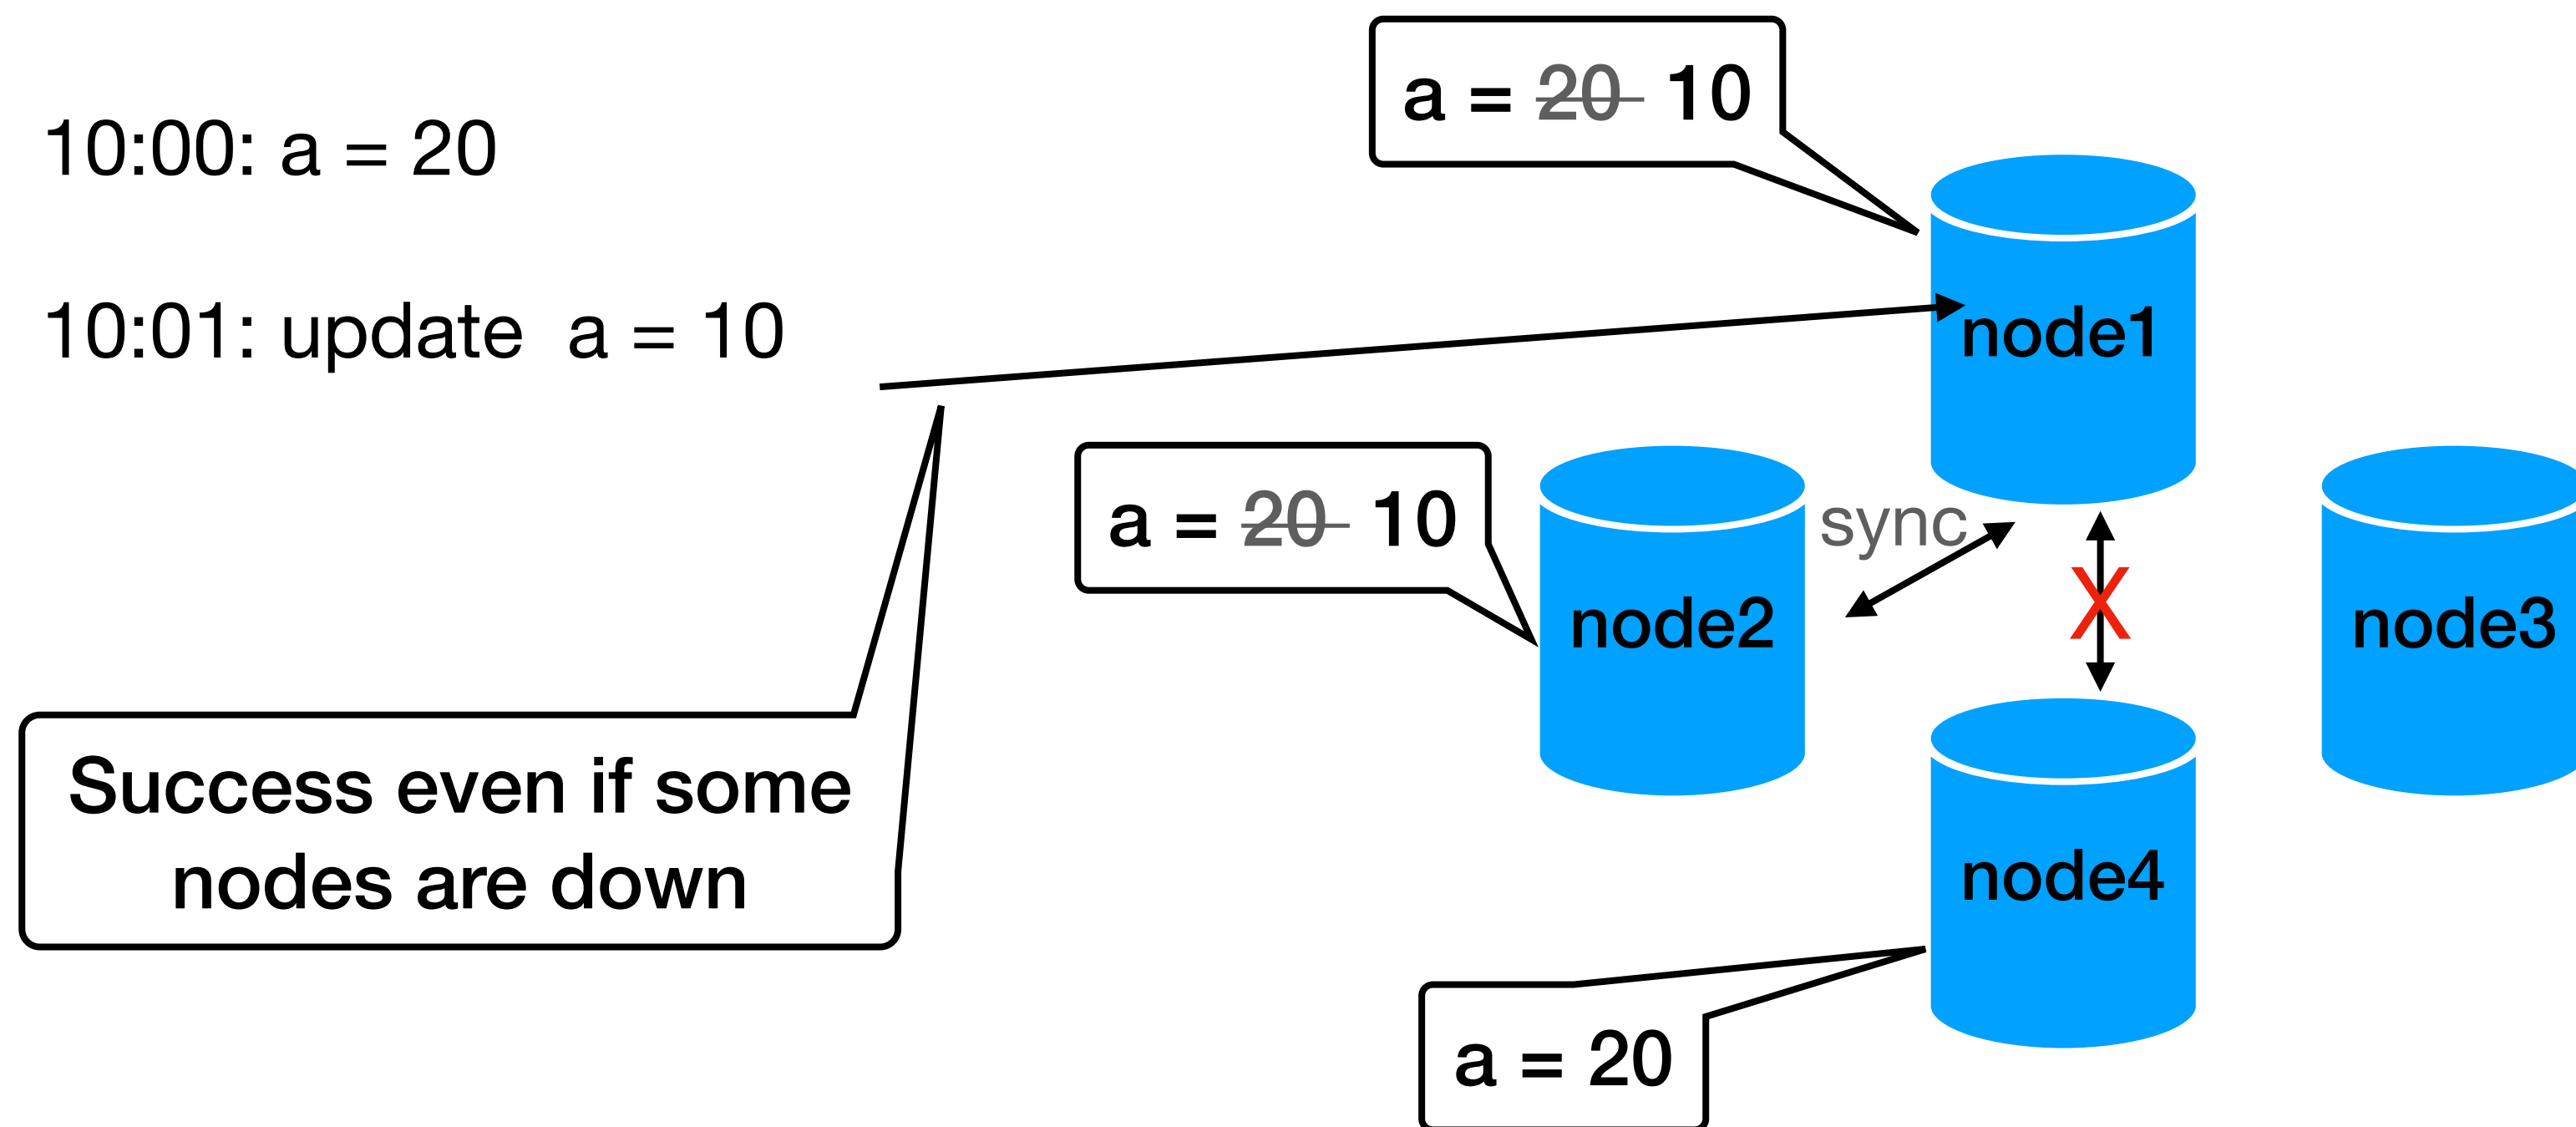 a = 20 10
10:00: a = 20
10:01: update a = 10
node1
a = 20 10
sync
node2
X
node3
Success even if some
nodes are down
node4
a = 20